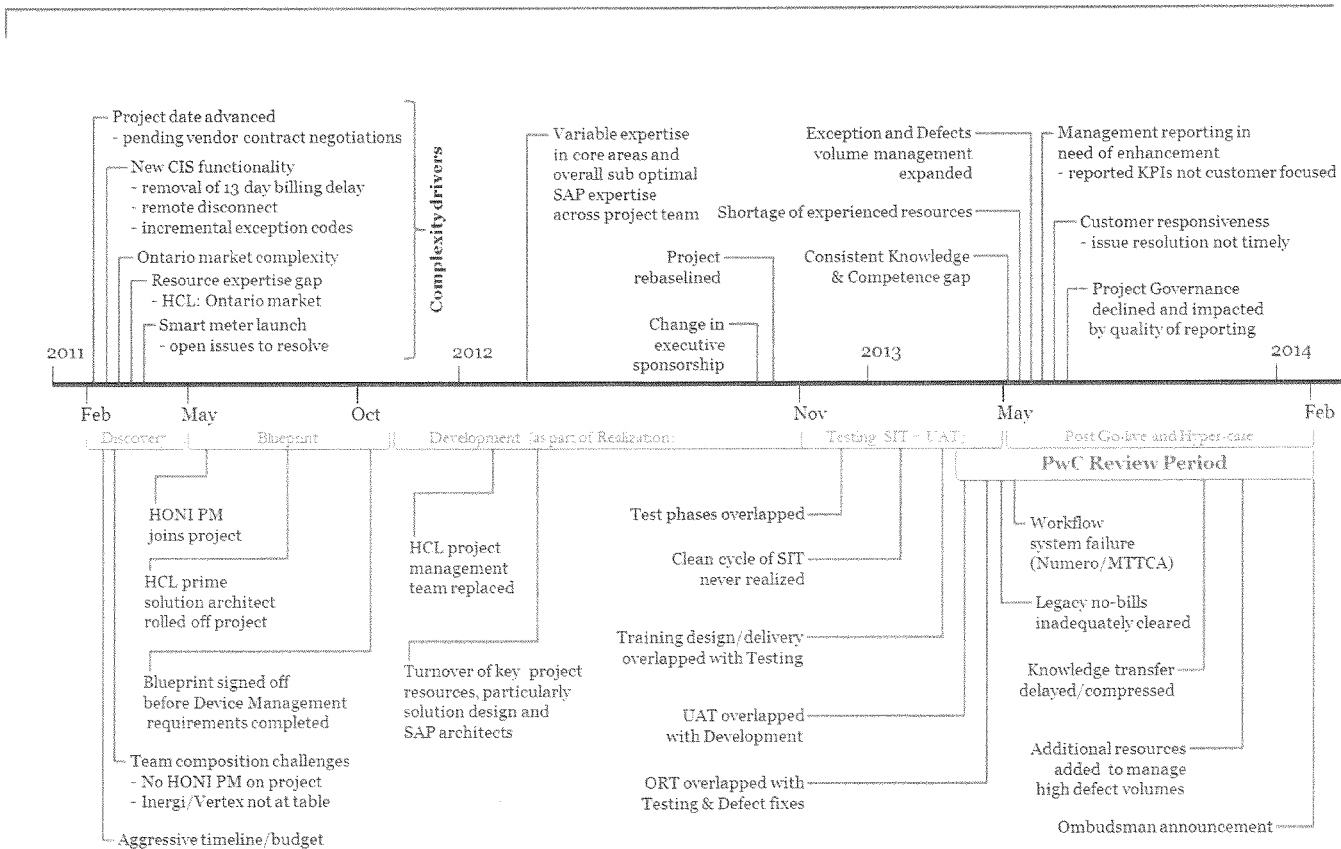 Project date advanced
- pending vendor contract negotiations
New CIS functionality
- removal of 13 day billing delay
- remote disconnect
- incremental exception codes
Ontario market complexity
Resource expertise gap
- HCL: Ontario market
Smart meter launch
- open issues to resolve
Complexity drivers
Variable expertise
in core areas and
overall sub optimal
SAP expertise
across project team
Project
rebaselined
Change in
executive
sponsorship
Exception and Defects
volume management
expanded
Shortage of experienced resources
Consistent Knowledge
& Competence gap
Management reporting in
need of enhancement
- reported KPIs not customer focused
Customer responsiveness
- issue resolution not timely
Project Governance
declined and impacted
by quality of reporting
2011
2012
2013
2014
Feb
May
Oct
Nov
May
Feb
Discovery
Blueprint
Development (as part of Realization)
Testing SIT - UAT
Post Go-live and Hyper-care
PwC Review Period
HONI PM
joins project
HCL prime
solution architect
rolled off project
Blueprint signed off
before Device Management
requirements completed
Team composition challenges
- No HONI PM on project
- Inergi/Vertex not at table
Aggressive timeline/budget
HCL project
management
team replaced
Turnover of key project
resources, particularly
solution design and
SAP architects
Test phases overlapped
Clean cycle of SIT
never realized
Training design/delivery
overlapped with Testing
UAT overlapped
with Development
ORT overlapped with
Testing & Defect fixes
Workflow
system failure
(Numero/MTTCA)
Legacy no-bills
inadequately cleared
Knowledge transfer
delayed/compressed
Additional resources
added to manage
high defect volumes
Ombudsman announcement